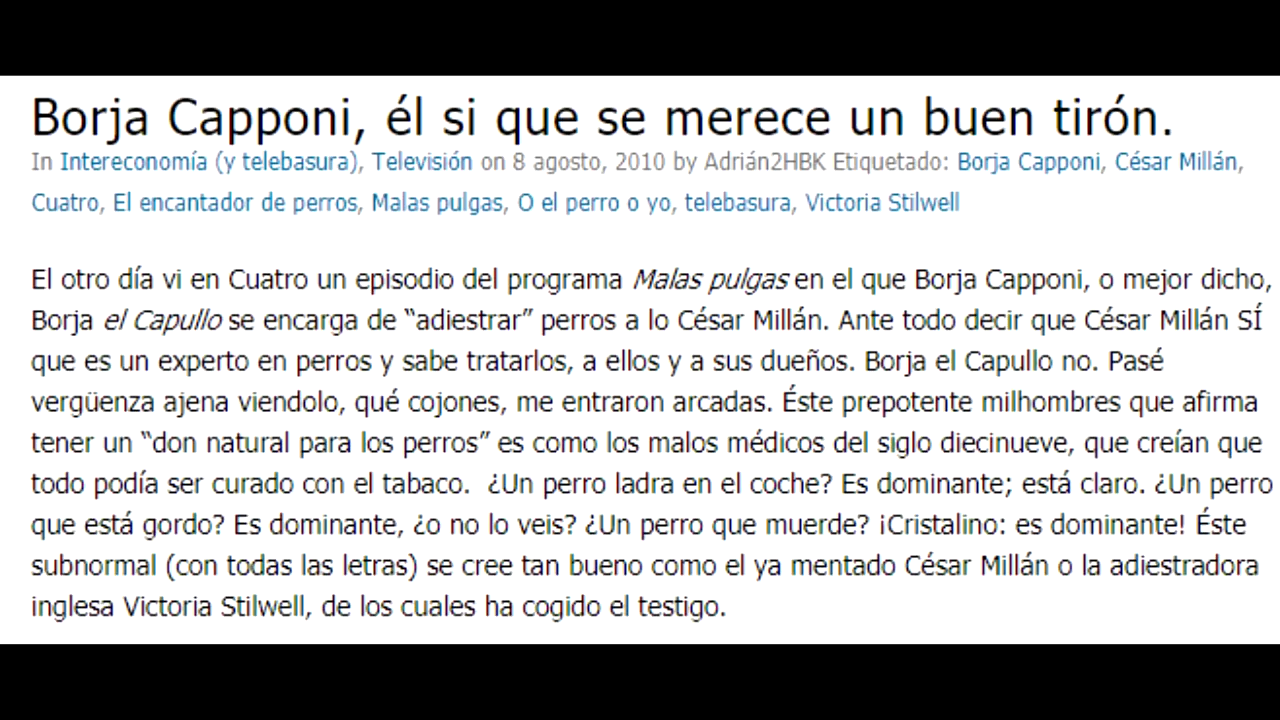 Borja Capponi, él si que se merece un buen tirón.
In Intereconomía (y telebasura), Televisión on 8 agosto, 2010 by Adrián2HBK Etiquetado: Borja Capponi, César Millán,
Cuatro, El encantador de perros, Malas pulgas, O el perro o yo, telebasura, Victoria Stilwell
El otro día vi en Cuatro un episodio del programa Malas pulgas en el que Borja Capponi, o mejor dicho,
Borja el Capullo se encarga de “adiestrar” perros a lo César Millán. Ante todo decir que César Millán SÍ
que es un experto en perros y sabe tratarlos, a ellos y a sus dueños. Borja el Capullo no. Pasé
vergüenza ajena viendolo, qué cojones, me entraron arcadas. Éste prepotente milhombres que afirma
tener un “don natural para los perros” es como los malos médicos del siglo diecinueve, que creían que
todo podía ser curado con el tabaco.  ¿Un perro ladra en el coche? Es dominante; está claro. ¿Un perro
que está gordo? Es dominante, ¿o no lo veis? ¿Un perro que muerde? ¡Cristalino: es dominante! Éste
subnormal (con todas las letras) se cree tan bueno como el ya mentado César Millán o la adiestradora
inglesa Victoria Stilwell, de los cuales ha cogido el testigo.